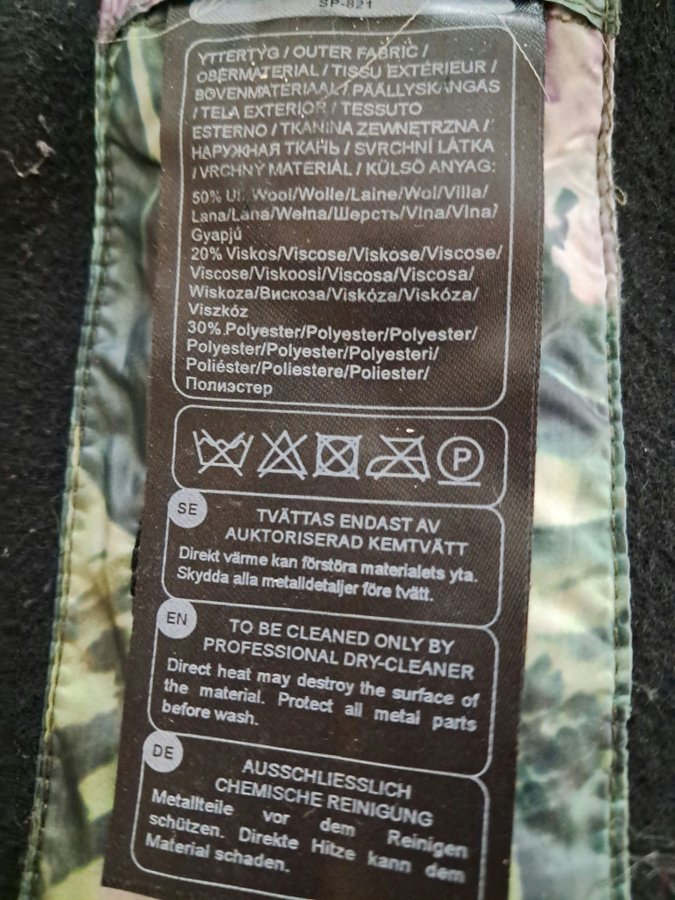 SP-821
YTTERTYG / OUTER FABRIC /
OBERMATERIAL / TISSU EXTÉRIEUR /
BOVENMATERIAAL / PÄÄLLYSKANGAS
/ TELA EXTERIOR / TESSUTO
ESTERNO / TKANINA ZEWNĘTRZNA /
НАРУЖНАЯ ТКАНЬ / SVRCHNÍ LÁTKA
/ VRCHNÝ MATERIÁL / KÜLSŐ ANYAG:
50% Ull Wool/Wolle/Laine/Wol/Villa/
Lana/Lana/Wełna/Шерсть/Vlna/Vlna/
Gyapjú
20% Viskos/Viscose/Viskose/Viscose/
Viscose/Viskoosi/Viscosa/Viscosa/
Wiskoza/Вискоза/Viskóza/Viskóza/
Viszkóz
30% Polyester/Polyester/Polyester/
Polyester/Polyester/Polyesteri/
Poliéster/Poliestere/Poliester/
Полиэстер
P
SE
TVÄTTAS ENDAST AV
AUKTORISERAD KEMTVÄTT
Direkt värme kan förstöra materialets yta.
Skydda alla metalldetaljer före tvätt.
EN
TO BE CLEANED ONLY BY
PROFESSIONAL DRY-CLEANER
Direct heat may destroy the surface of
the material. Protect all metal parts
before wash.
DE
AUSSCHLIESSLICH
CHEMISCHE REINIGUNG
Metallteile vor dem Reinigen
schützen. Direkte Hitze kann dem
Material schaden.